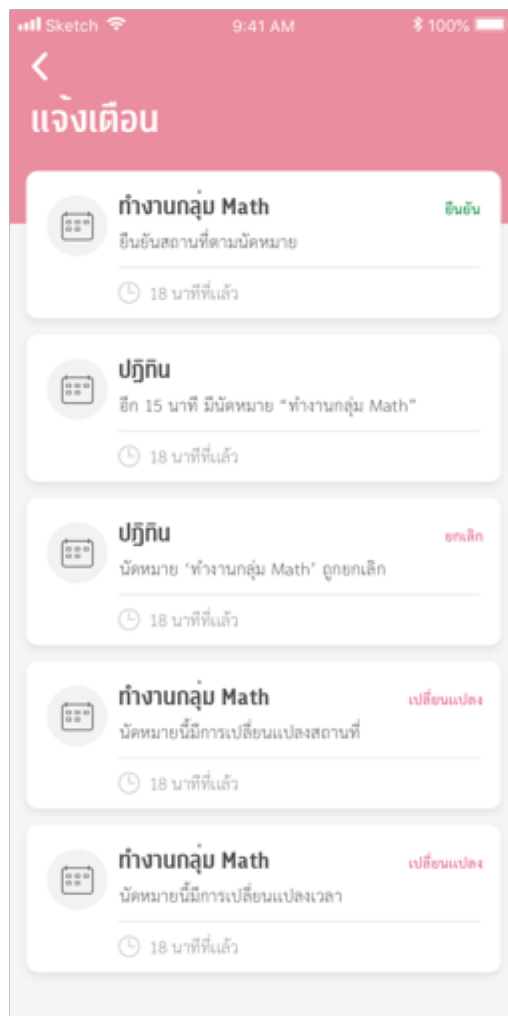 Sketch 9:41 AM 100%
แจ้งเตือน
ทำงานกลุ่ม Math ยืนยัน
ยืนยันสถานที่ตามนัดหมาย
18 นาทีที่แล้ว
ปฎิทิน
อีก 15 นาที มีนัดหมาย "ทำงานกลุ่ม Math"
18 นาทีที่แล้ว
ปฎิทิน ยกเลิก
นัดหมาย 'ทำงานกลุ่ม Math' ถูกยกเลิก
18 นาทีที่แล้ว
ทำงานกลุ่ม Math เปลี่ยนแปลง
นัดหมายนี้มีการเปลี่ยนแปลงสถานที่
18 นาทีที่แล้ว
ทำงานกลุ่ม Math เปลี่ยนแปลง
นัดหมายนี้มีการเปลี่ยนแปลงเวลา
18 นาทีที่แล้ว